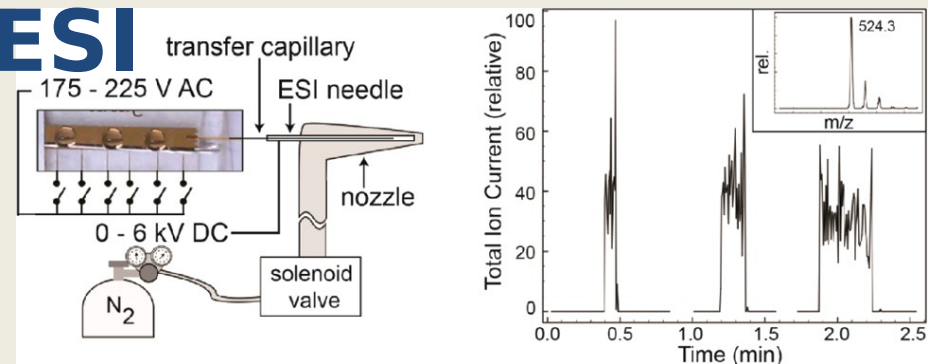 ESI
transfer capillary
175 - 225 V AC
ESI needle
nozzle
0 - 6 kV DC
solenoid
valve
N2
Total Ion Current (relative)
100
80
60
40
20
0
0.0 0.5 1.0 1.5 2.0 2.5
Time (min)
rel.
524.3
m/z